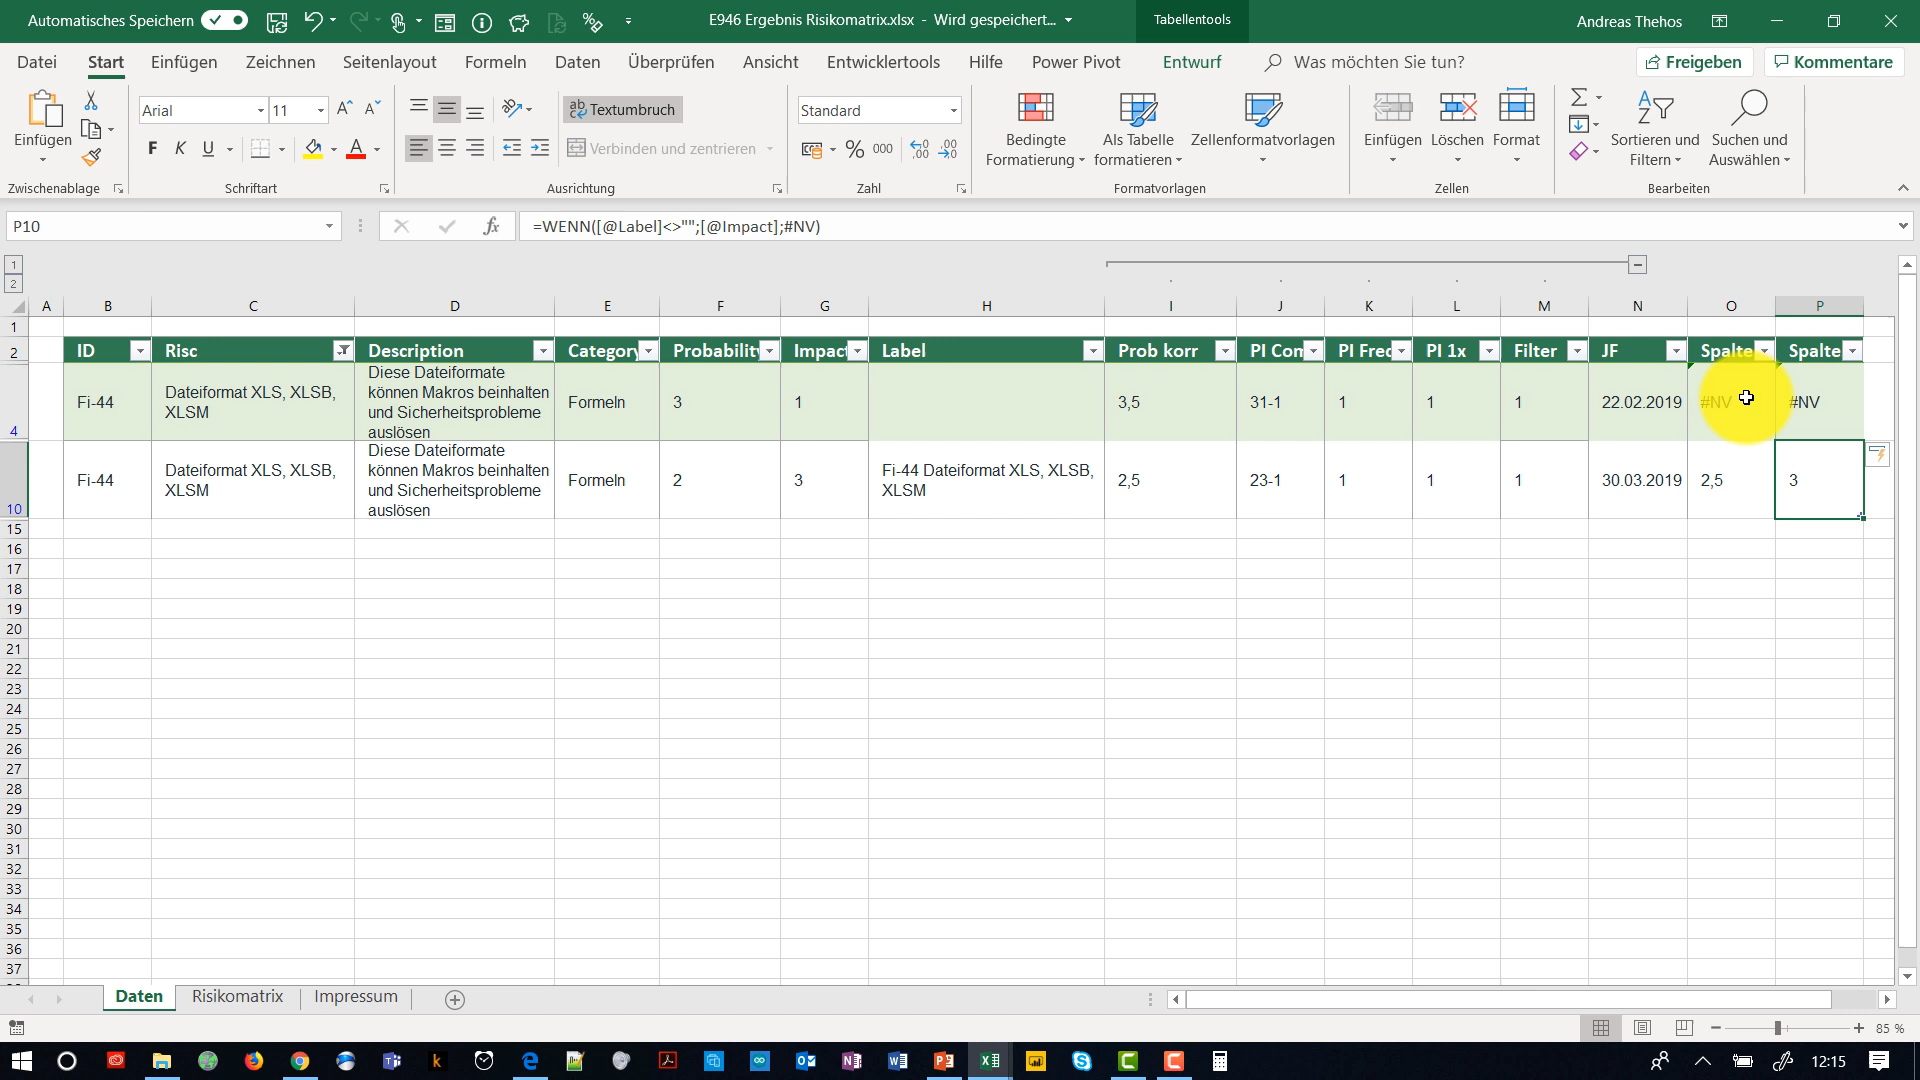 Automatisches Speichern
E946 Ergebnis Risikomatrix.xlsx - Wird gespeichert...
Tabellentools
Andreas Thehos
Datei Start Einfügen Zeichnen Seitenlayout Formeln Daten Überprüfen Ansicht Entwicklertools Hilfe Power Pivot Entwurf Was möchten Sie tun? Freigeben Kommentare
Einfügen
Arial 11
F K U
Textumbruch
Verbinden und zentrieren
Standard
% 000
Bedingte Formatierung
Als Tabelle formatieren
Zellenformatvorlagen
Einfügen Löschen Format
Sortieren und Filtern
Suchen und Auswählen
Zwischenablage Schriftart Ausrichtung Zahl Formatvorlagen Zellen Bearbeiten
P10 fx =WENN([@Label]<>"";[@Impact];#NV)
1
2
A B C D E F G H I J K L M N O P
1
2 ID Risc Description Category Probability Impact Label Prob korr PI Con PI Freq PI 1x Filter JF Spalte Spalte
4 Fi-44 Dateiformat XLS, XLSB, XLSM Diese Dateiformate können Makros beinhalten und Sicherheitsprobleme auslösen Formeln 3 1 3,5 31-1 1 1 1 22.02.2019 #NV #NV
10 Fi-44 Dateiformat XLS, XLSB, XLSM Diese Dateiformate können Makros beinhalten und Sicherheitsprobleme auslösen Formeln 2 3 Fi-44 Dateiformat XLS, XLSB, XLSM 2,5 23-1 1 1 1 30.03.2019 2,5 3
15
16
17
18
19
20
21
22
23
24
25
26
27
28
29
30
31
32
33
34
35
36
37
Daten Risikomatrix Impressum
85 %
12:15